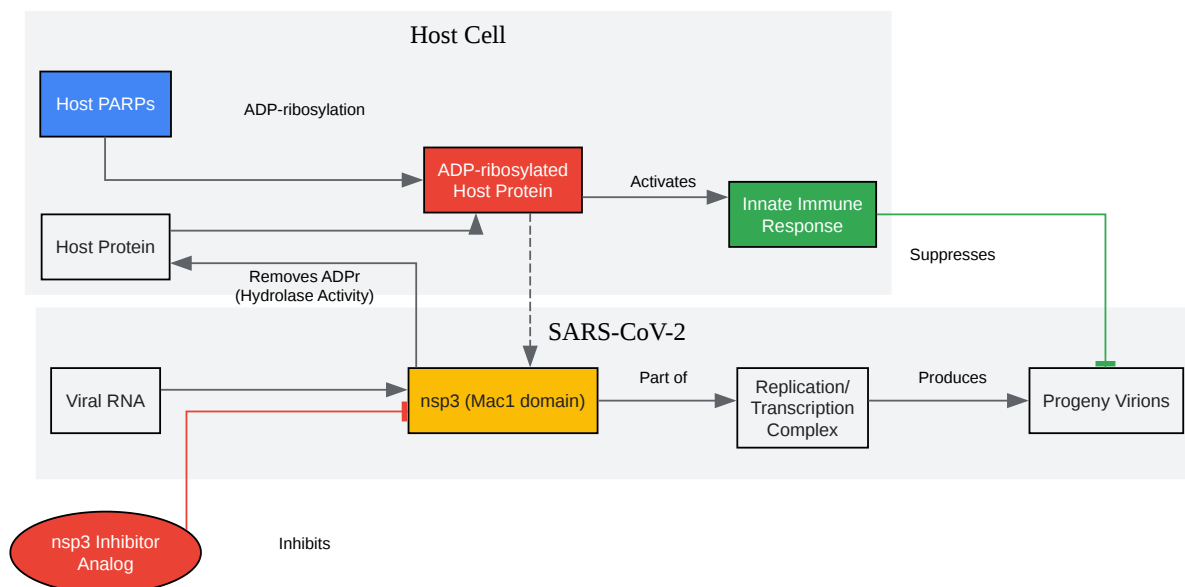 Host Cell
Host PARPs
ADP-ribosylation
ADP-ribosylated
Host Protein
Activates
Innate Immune
Response
Host Protein
Suppresses
Removes ADPr
(Hydrolase Activity)
SARS-CoV-2
Viral RNA
nsp3 (Mac1 domain)
Part of
Replication/
Transcription
Complex
Produces
Progeny Virions
nsp3 Inhibitor
Analog
Inhibits